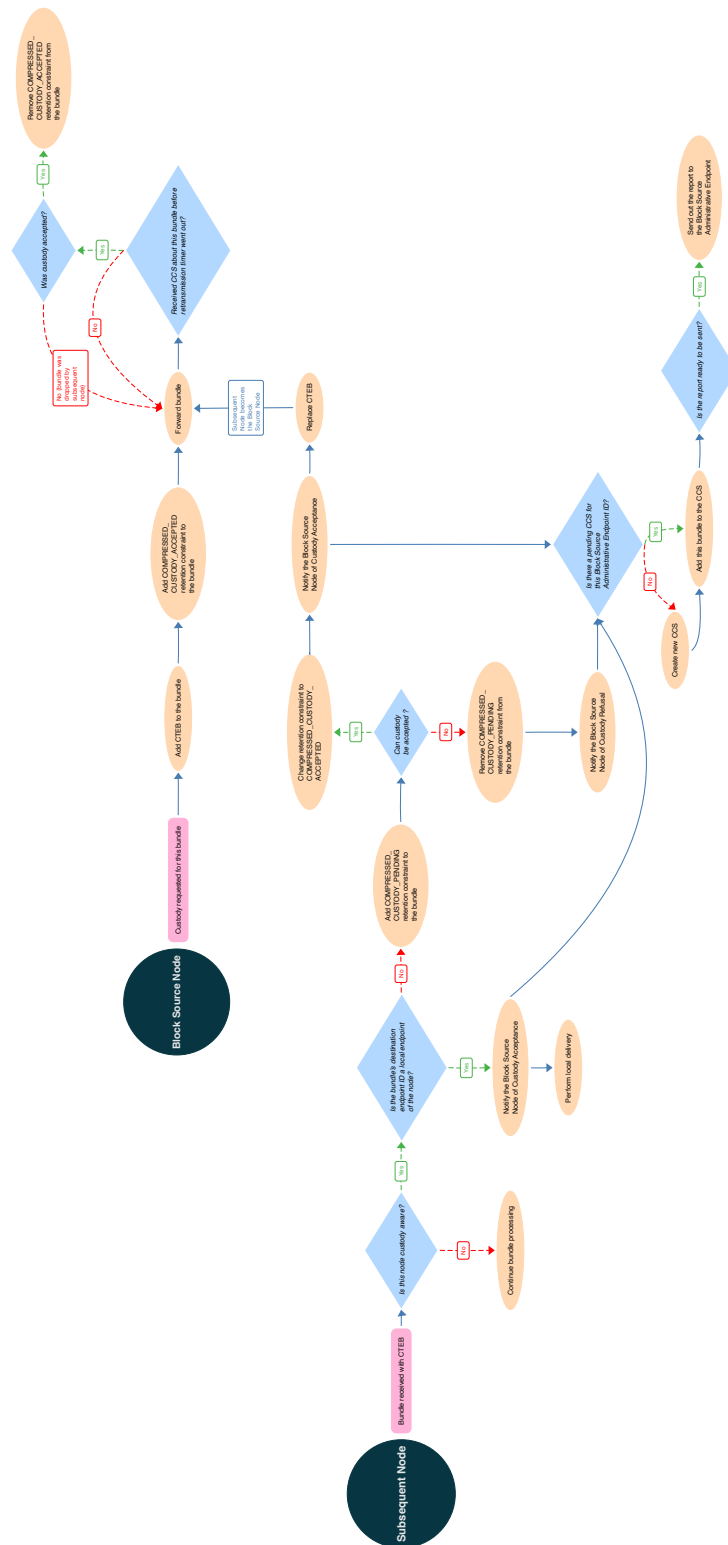 Block Source Node
Custody requested for this bundle
Add CTEB to the bundle
Add COMPRESSED_
CUSTODY_ACCEPTED
retention constraint to
the bundle
Forward bundle
Received CCS about this bundle before
retransmission timer went out?
No
Yes
Was custody accepted?
No (bundle was
dropped by
subsequent
node)
Yes
Remove COMPRESSED_
CUSTODY_ACCEPTED
retention constraint from
the bundle
Subsequent Node
Bundle received with CTEB
Is this node custody aware?
No
Continue bundle processing
Yes
Is the bundle's destination
endpoint ID a local endpoint
of the node?
Yes
Notify the Block Source
Node of Custody Acceptance
Perform local delivery
No
Add COMPRESSED_
CUSTODY_PENDING
retention constraint to
the bundle
Can custody
be accepted ?
Yes
Change retention constraint to
COMPRESSED_CUSTODY_
ACCEPTED
Notify the Block Source
Node of Custody Acceptance
Replace CTEB
Subsequent
Node becomes
the Block
Source Node
No
Remove COMPRESSED_
CUSTODY_PENDING
retention constraint from
the bundle
Notify the Block Source
Node of Custody Refusal
Is there a pending CCS for
this Block Source
Administrative Endpoint ID?
No
Create new CCS
Yes
Add this bundle to the CCS
Is the report ready to be sent?
Yes
Send out the report to
the Block Source
Administrative Endpoint